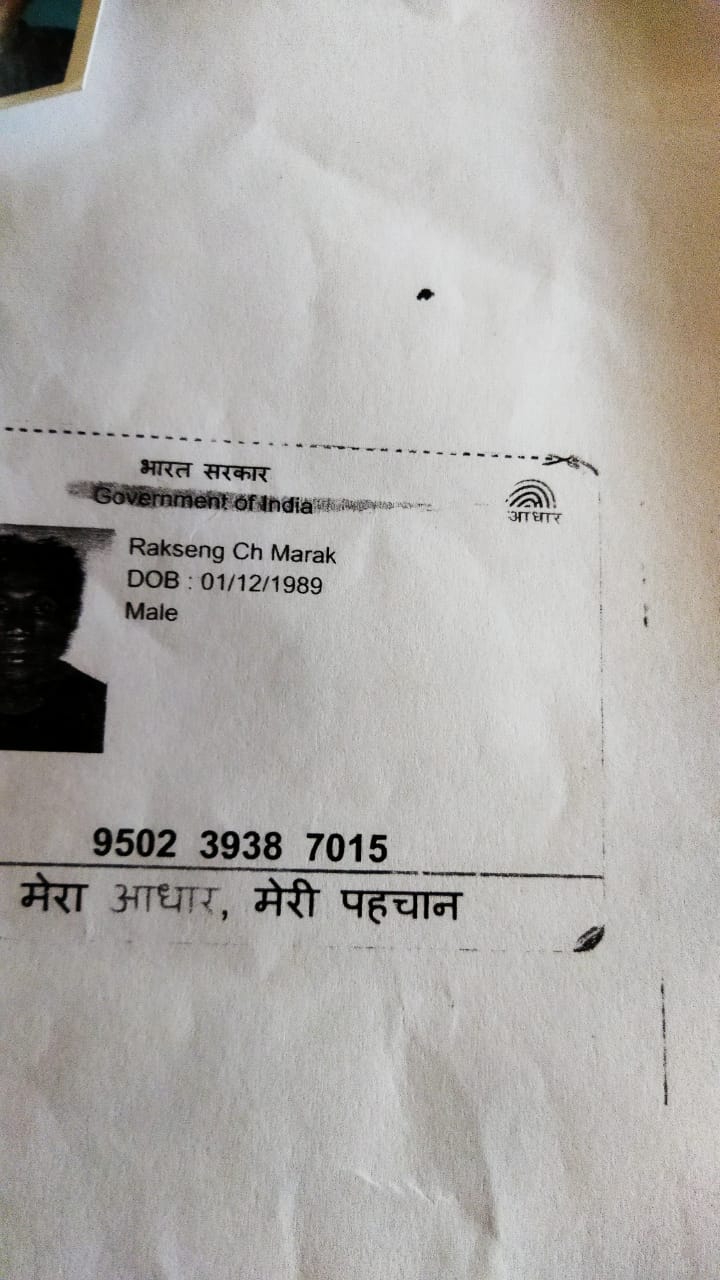 भारत सरकार
Government of India
आधार
Rakseng Ch Marak
DOB : 01/12/1989
Male
9502 3938 7015
मेरा आधार, मेरी पहचान